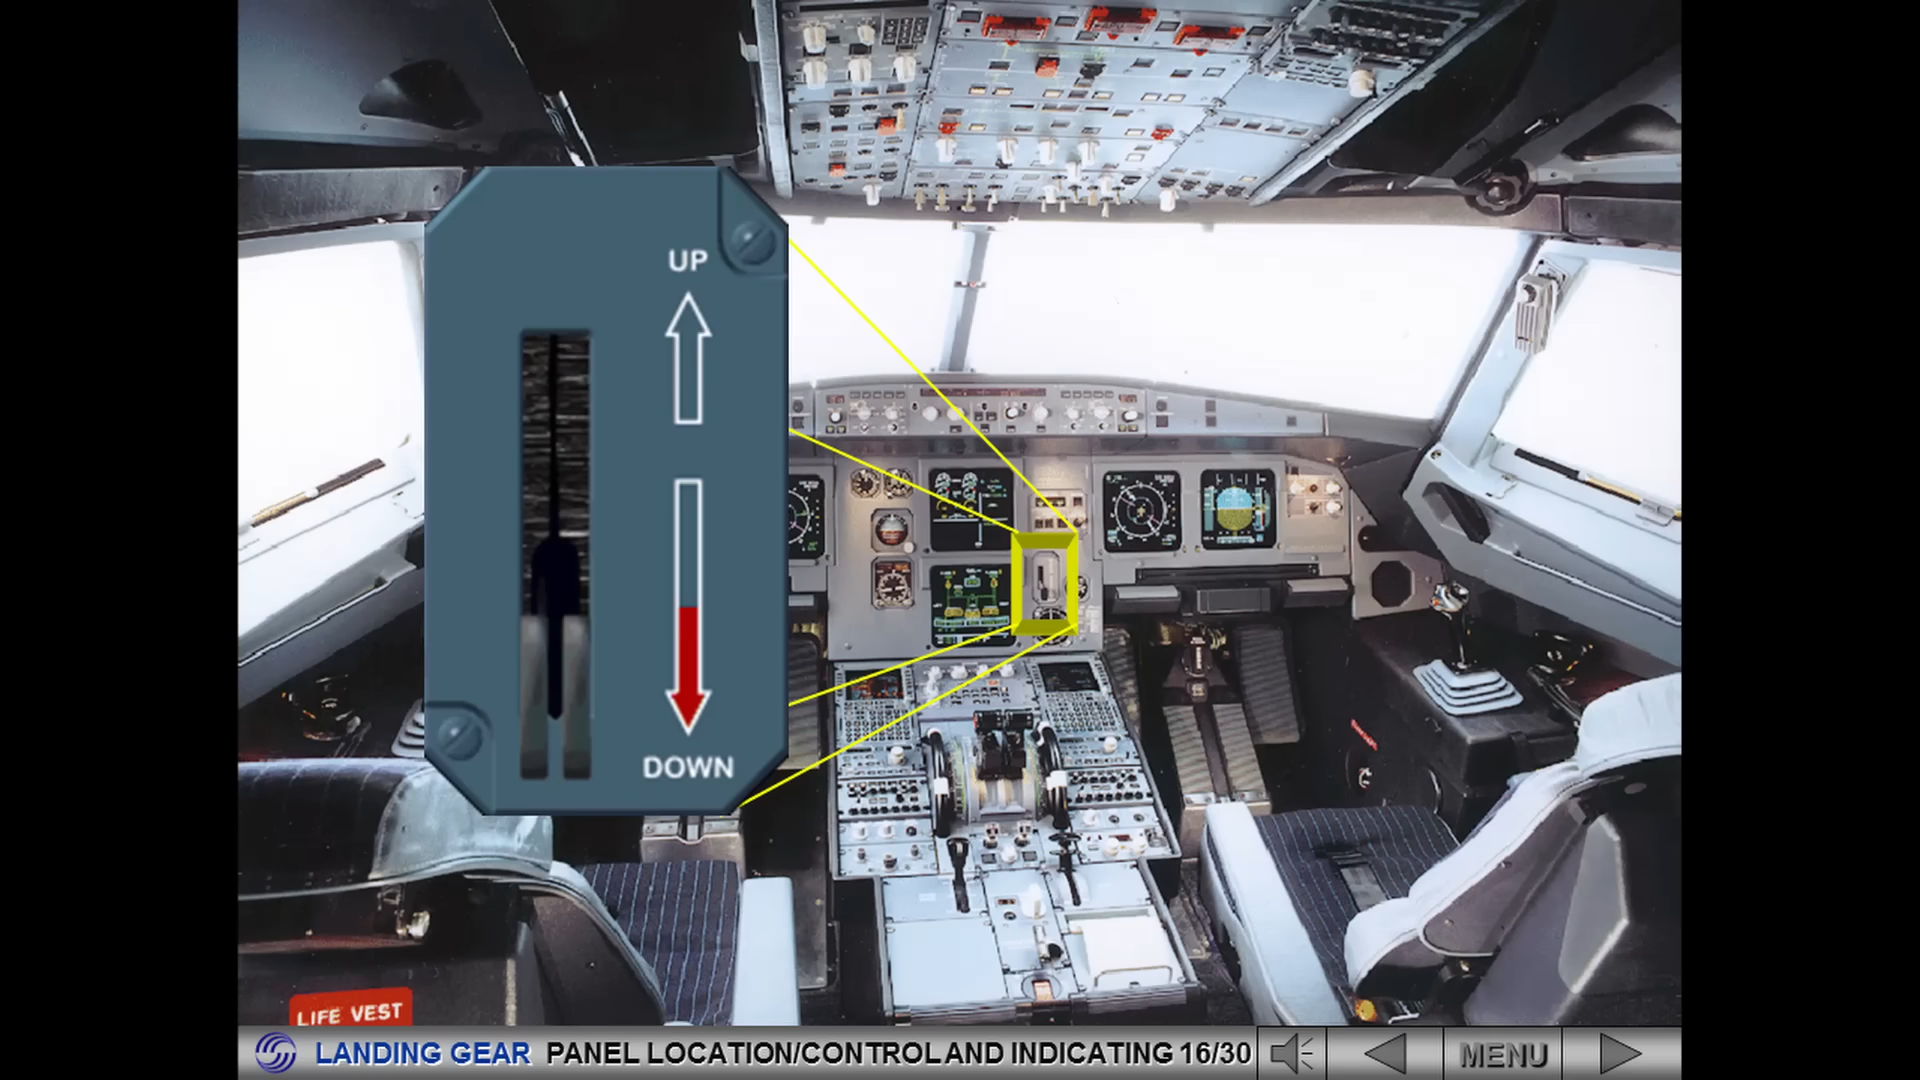 UP
DOWN
LIFE VEST
LANDING GEAR PANEL LOCATION/CONTROL AND INDICATING 16/30
MENU